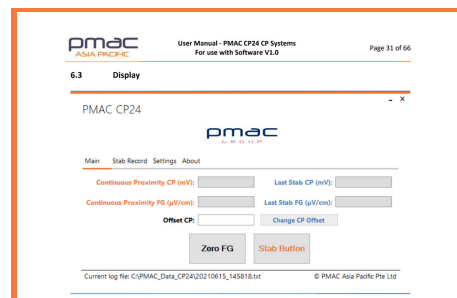 pmac
ASIA PACIFIC
User Manual - PMAC CP24 CP Systems
For use with Software V1.0
Page 31 of 66
6.3 Display
PMAC CP24
pmac
GROUP
Main Stab Record Settings About
Continuous Proximity CP (mV): Last Stab CP (mV):
Continuous Proximity FG (µV/cm): Last Stab FG (µV/cm):
Offset CP: Change CP Offset
Zero FG Stab Button
Current log file: C:\PMAC_Data_CP24\20210615_145818.txt © PMAC Asia Pacific Pte Ltd